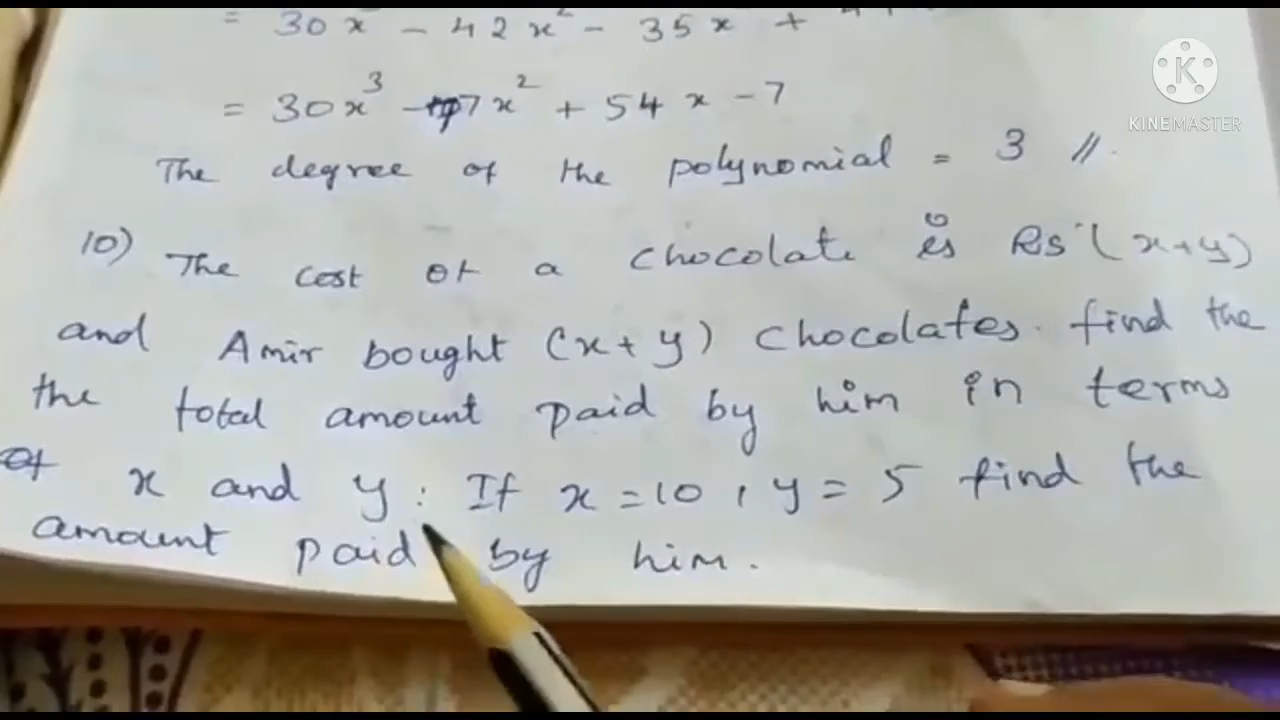 = 30x – 42x² – 35x +
= 30x³ – 77x² + 54x – 7
The degree of the polynomial = 3 //.
10) The cost of a chocolate is Rs (x+y)
and Amir bought (x+y) chocolates. find the
the total amount paid by him in terms
of x and y: If x=10, y=5 find the
amount paid by him.
K
KINEMASTER